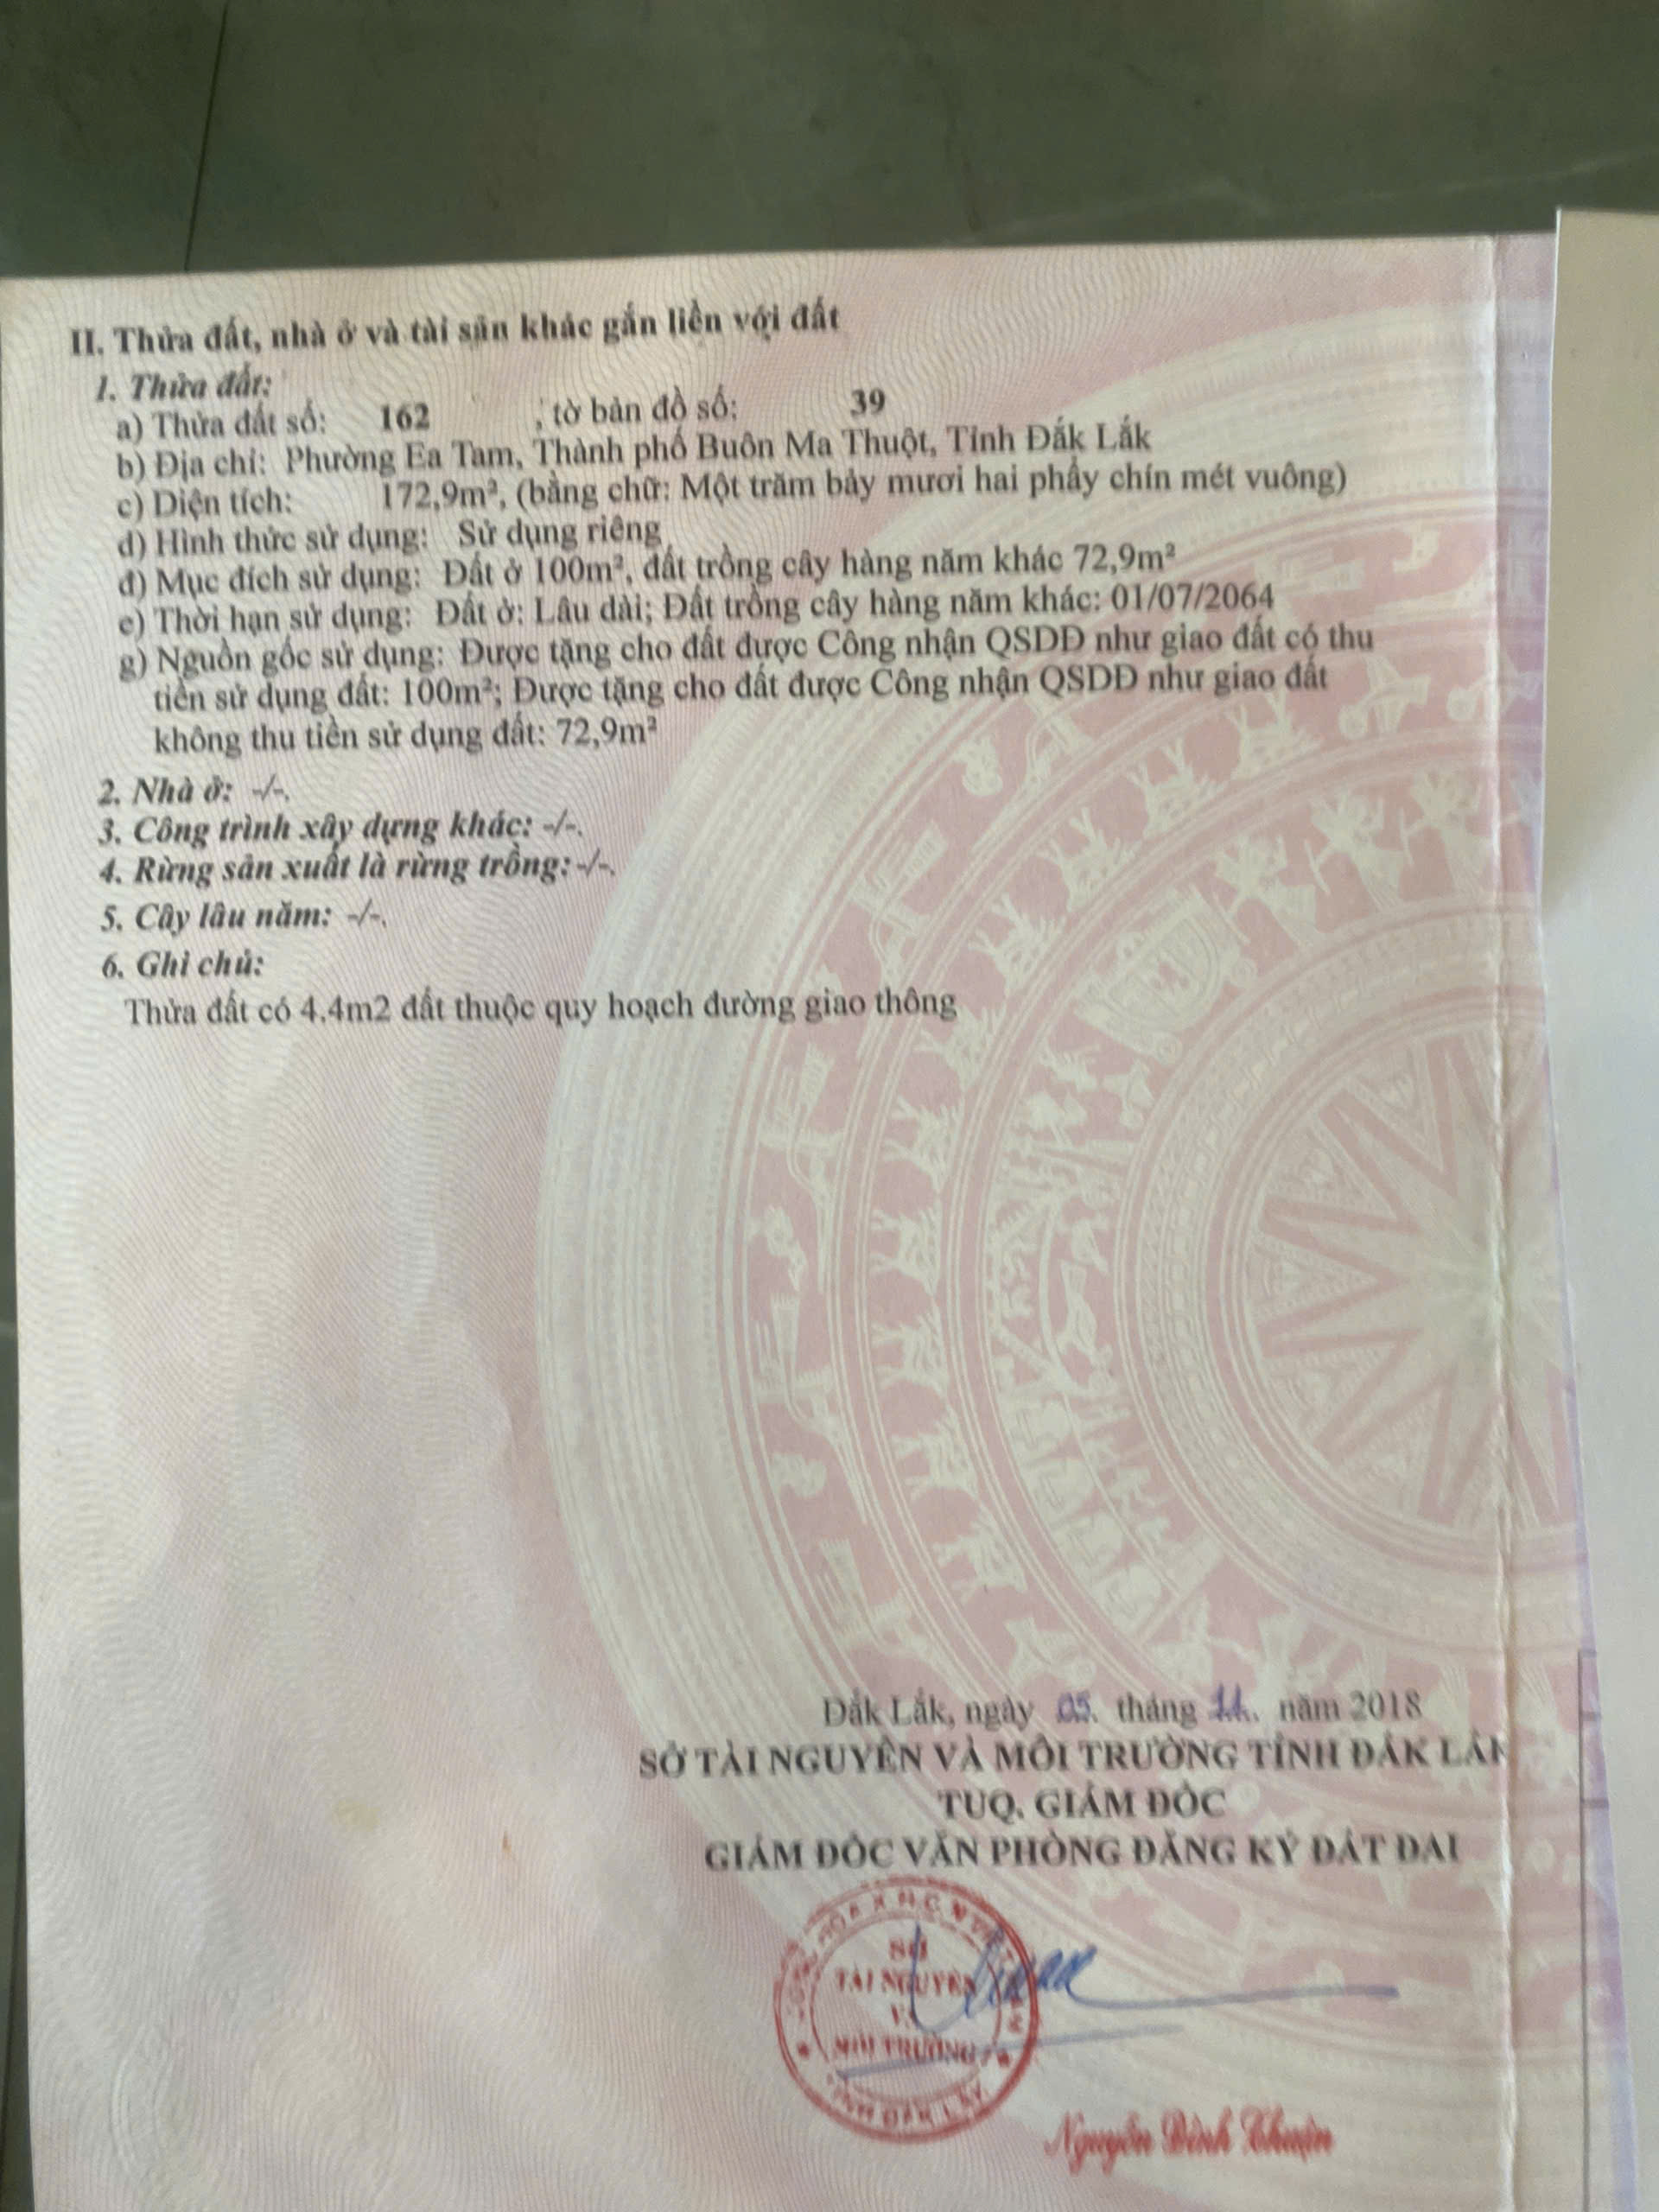 II. Thửa đất, nhà ở và tài sản khác gắn liền với đất
1. Thửa đất:
a) Thửa đất số: 162 , tờ bản đồ số: 39
b) Địa chỉ: Phường Ea Tam, Thành phố Buôn Ma Thuột, Tỉnh Đắk Lắk
c) Diện tích: 172,9m², (bằng chữ: Một trăm bảy mươi hai phẩy chín mét vuông)
d) Hình thức sử dụng: Sử dụng riêng
đ) Mục đích sử dụng: Đất ở 100m², đất trồng cây hàng năm khác 72,9m²
e) Thời hạn sử dụng: Đất ở: Lâu dài; Đất trồng cây hàng năm khác: 01/07/2064
g) Nguồn gốc sử dụng: Được tặng cho đất được Công nhận QSDĐ như giao đất có thu
tiền sử dụng đất: 100m²; Được tặng cho đất được Công nhận QSDĐ như giao đất
không thu tiền sử dụng đất: 72,9m²
2. Nhà ở: -/-.
3. Công trình xây dựng khác: -/-.
4. Rừng sản xuất là rừng trồng: -/-.
5. Cây lâu năm: -/-.
6. Ghi chú:
Thửa đất có 4,4m2 đất thuộc quy hoạch đường giao thông
Đắk Lắk, ngày 05. tháng 11. năm 2018
SỞ TÀI NGUYÊN VÀ MÔI TRƯỜNG TỈNH ĐẮK LẮK
TUQ. GIÁM ĐỐC
GIÁM ĐỐC VĂN PHÒNG ĐĂNG KÝ ĐẤT ĐAI
SỞ
TÀI NGUYÊN
VÀ
MÔI TRƯỜNG
TỈNH ĐẮK LẮK
Nguyễn Đình Thuận